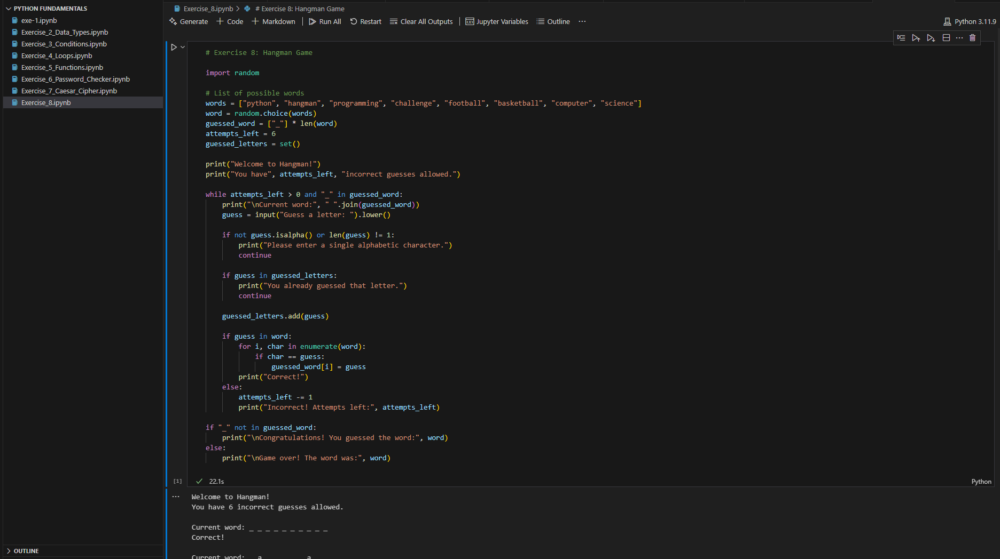 PYTHON FUNDAMENTALS
exe-1.ipynb
Exercise_2_Data_Types.ipynb
Exercise_3_Conditions.ipynb
Exercise_4_Loops.ipynb
Exercise_5_Functions.ipynb
Exercise_6_Password_Checker.ipynb
Exercise_7_Caesar_Cipher.ipynb
Exercise_8.ipynb
OUTLINE
Exercise_8.ipynb > # Exercise 8: Hangman Game
Generate + Code + Markdown | Run All Restart Clear All Outputs | Jupyter Variables Outline ...
Python 3.11.9
# Exercise 8: Hangman Game
import random
# List of possible words
words = ["python", "hangman", "programming", "challenge", "football", "basketball", "computer", "science"]
word = random.choice(words)
guessed_word = ["_"] * len(word)
attempts_left = 6
guessed_letters = set()
print("Welcome to Hangman!")
print("You have", attempts_left, "incorrect guesses allowed.")
while attempts_left > 0 and "_" in guessed_word:
    print("\nCurrent word:", " ".join(guessed_word))
    guess = input("Guess a letter: ").lower()
    if not guess.isalpha() or len(guess) != 1:
        print("Please enter a single alphabetic character.")
        continue
    if guess in guessed_letters:
        print("You already guessed that letter.")
        continue
    guessed_letters.add(guess)
    if guess in word:
        for i, char in enumerate(word):
            if char == guess:
                guessed_word[i] = guess
        print("Correct!")
    else:
        attempts_left -= 1
        print("Incorrect! Attempts left:", attempts_left)
if "_" not in guessed_word:
    print("\nCongratulations! You guessed the word:", word)
else:
    print("\nGame over! The word was:", word)
[1] ✓ 22.1s
Python
Welcome to Hangman!
You have 6 incorrect guesses allowed.
Current word: _ _ _ _ _ _ _ _ _ _
Correct!
Current word: a a